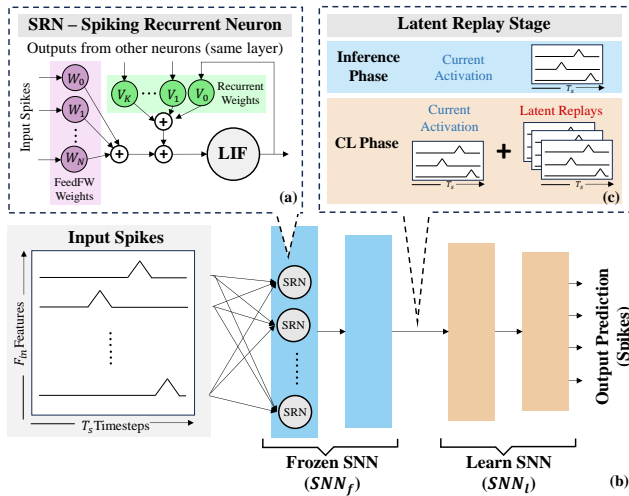 SRN – Spiking Recurrent Neuron
Outputs from other neurons (same layer)
Input Spikes
W0
W1
WN
VK
V1
V0
Recurrent
Weights
+
+
+
LIF
FeedFW
Weights
(a)
Latent Replay Stage
Inference
Phase
Current
Activation
Ts
CL Phase
Current
Activation
Ts
+
Latent Replays
Ts
(c)
Input Spikes
Fin Features
Ts Timesteps
SRN
SRN
SRN
Frozen SNN
(SNNf)
Learn SNN
(SNNl)
Output Prediction
(Spikes)
(b)